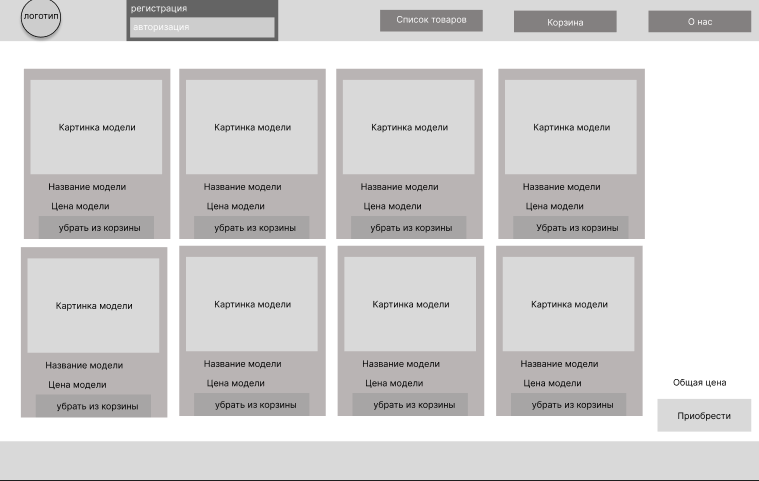 логотип
регистрация
авторизация
Список товаров
Корзина
О нас
Картинка модели
Картинка модели
Картинка модели
Картинка модели
Название модели
Название модели
Название модели
Название модели
Цена модели
Цена модели
Цена модели
Цена модели
убрать из корзины
убрать из корзины
убрать из корзины
Убрать из корзины
Картинка модели
Картинка модели
Картинка модели
Картинка модели
Название модели
Название модели
Название модели
Название модели
Цена модели
Цена модели
Цена модели
Цена модели
убрать из корзины
убрать из корзины
убрать из корзины
убрать из корзины
Общая цена
Приобрести